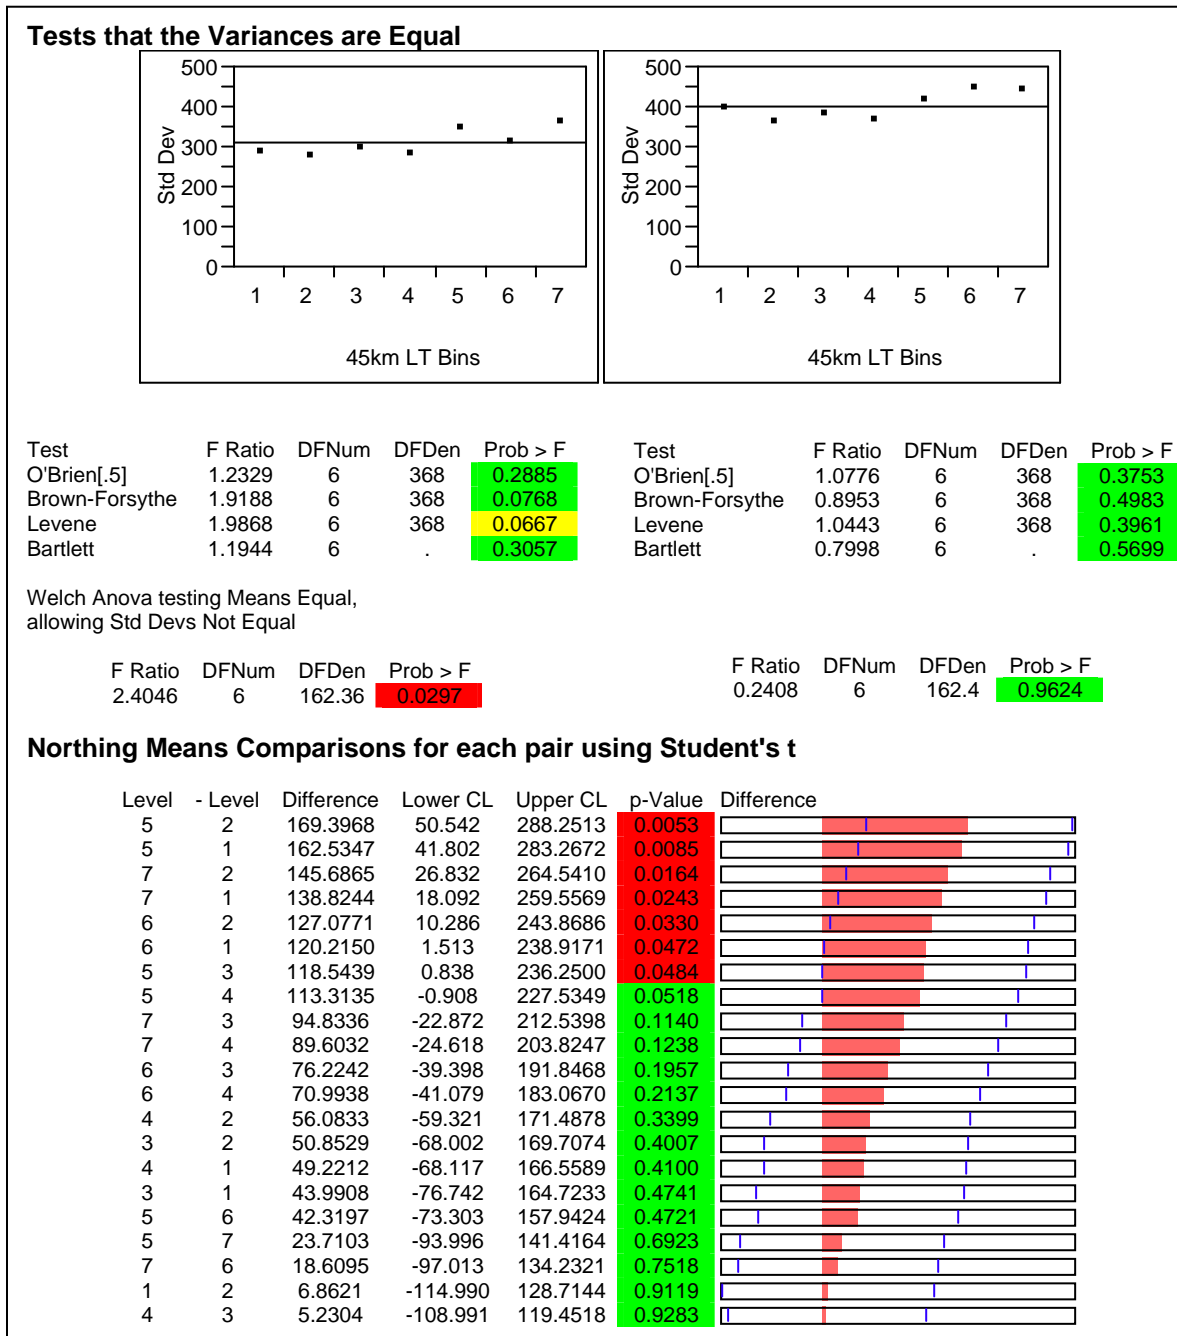 Tests that the Variances are Equal
500
400
300
200
100
0
Std Dev
1 2 3 4 5 6 7
45km LT Bins
500
400
300
200
100
0
Std Dev
1 2 3 4 5 6 7
45km LT Bins
Test F Ratio DFNum DFDen Prob > F
O'Brien[.5] 1.2329 6 368 0.2885
Brown-Forsythe 1.9188 6 368 0.0768
Levene 1.9868 6 368 0.0667
Bartlett 1.1944 6 . 0.3057
Test F Ratio DFNum DFDen Prob > F
O'Brien[.5] 1.0776 6 368 0.3753
Brown-Forsythe 0.8953 6 368 0.4983
Levene 1.0443 6 368 0.3961
Bartlett 0.7998 6 . 0.5699
Welch Anova testing Means Equal,
allowing Std Devs Not Equal
F Ratio DFNum DFDen Prob > F
2.4046 6 162.36 0.0297
F Ratio DFNum DFDen Prob > F
0.2408 6 162.4 0.9624
Northing Means Comparisons for each pair using Student's t
Level - Level Difference Lower CL Upper CL p-Value Difference
5 2 169.3968 50.542 288.2513 0.0053
5 1 162.5347 41.802 283.2672 0.0085
7 2 145.6865 26.832 264.5410 0.0164
7 1 138.8244 18.092 259.5569 0.0243
6 2 127.0771 10.286 243.8686 0.0330
6 1 120.2150 1.513 238.9171 0.0472
5 3 118.5439 0.838 236.2500 0.0484
5 4 113.3135 -0.908 227.5349 0.0518
7 3 94.8336 -22.872 212.5398 0.1140
7 4 89.6032 -24.618 203.8247 0.1238
6 3 76.2242 -39.398 191.8468 0.1957
6 4 70.9938 -41.079 183.0670 0.2137
4 2 56.0833 -59.321 171.4878 0.3399
3 2 50.8529 -68.002 169.7074 0.4007
4 1 49.2212 -68.117 166.5589 0.4100
3 1 43.9908 -76.742 164.7233 0.4741
5 6 42.3197 -73.303 157.9424 0.4721
5 7 23.7103 -93.996 141.4164 0.6923
7 6 18.6095 -97.013 134.2321 0.7518
1 2 6.8621 -114.990 128.7144 0.9119
4 3 5.2304 -108.991 119.4518 0.9283